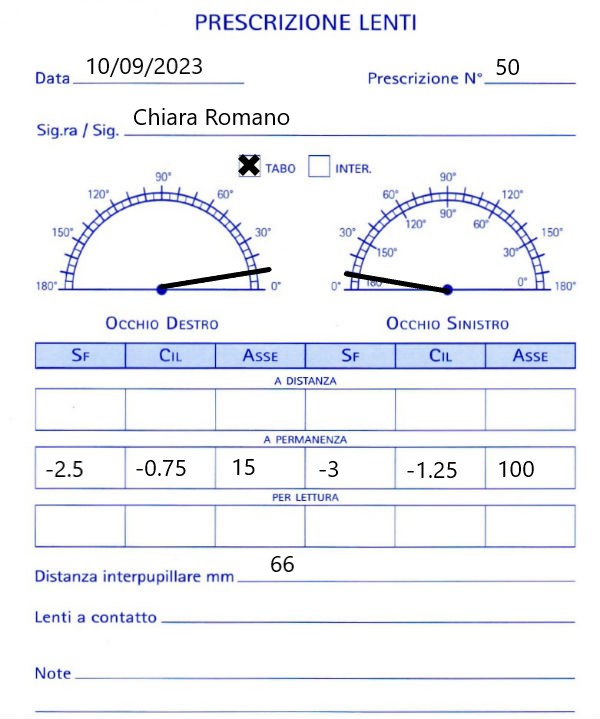 PRESCRIZIONE LENTI
Data 10/09/2023 Prescrizione N° 50
Sig.ra / Sig. Chiara Romano
TABO INTER.
180° 150° 120° 90° 60° 30° 0°
0° 30° 60° 90° 120° 150° 180°
180° 150° 120° 90° 60° 30° 0°
OCCHIO DESTRO OCCHIO SINISTRO
SF CIL ASSE SF CIL ASSE
A DISTANZA
A PERMANENZA
-2.5 -0.75 15 -3 -1.25 100
PER LETTURA
Distanza interpupillare mm 66
Lenti a contatto
Note